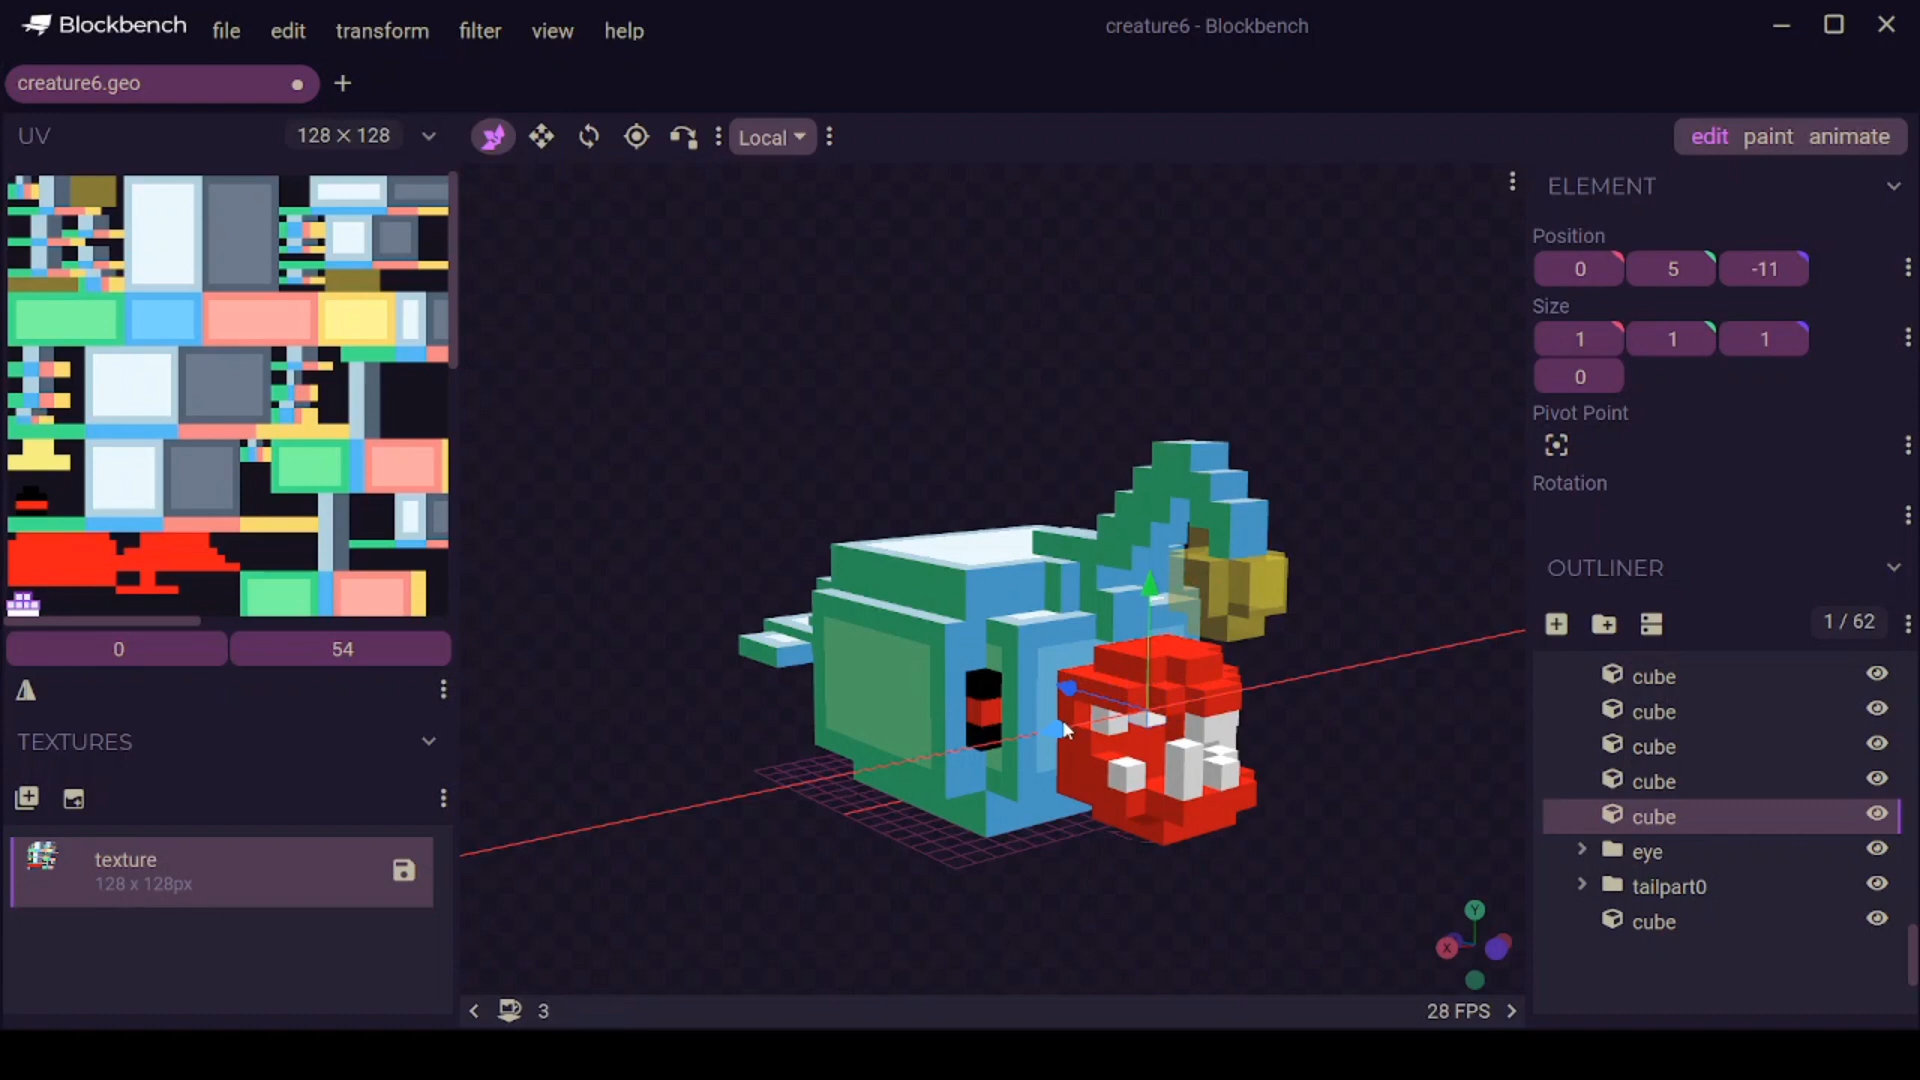 Blockbench file edit transform filter view help creature6 - Blockbench
creature6.geo
UV 128 × 128 Local edit paint animate
ELEMENT
Position
0 5 -11
Size
1 1 1
0
Pivot Point
Rotation
OUTLINER
1 / 62
cube
cube
cube
cube
cube
eye
tailpart0
cube
0 54
TEXTURES
texture
128 x 128px
3 28 FPS
Y
X